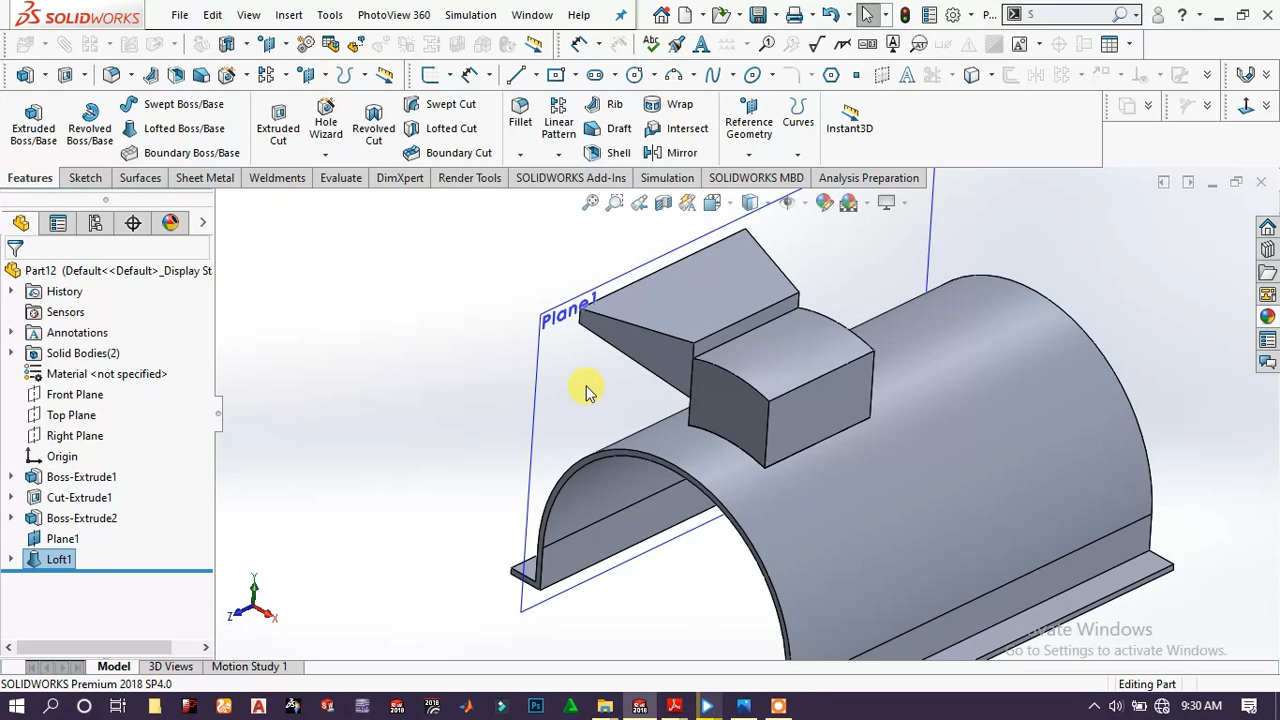 SOLIDWORKS File Edit View Insert Tools PhotoView 360 Simulation Window Help P... S
Extruded Boss/Base
Revolved Boss/Base
Swept Boss/Base
Lofted Boss/Base
Boundary Boss/Base
Extruded Cut
Hole Wizard
Revolved Cut
Swept Cut
Lofted Cut
Boundary Cut
Fillet
Linear Pattern
Rib
Draft
Shell
Wrap
Intersect
Mirror
Reference Geometry
Curves
Instant3D
Features Sketch Surfaces Sheet Metal Weldments Evaluate DimXpert Render Tools SOLIDWORKS Add-Ins Simulation SOLIDWORKS MBD Analysis Preparation
Part12 (Default<<Default>_Display St
History
Sensors
Annotations
Solid Bodies(2)
Material <not specified>
Front Plane
Top Plane
Right Plane
Origin
Boss-Extrude1
Cut-Extrude1
Boss-Extrude2
Plane1
Loft1
Plane1
Y
Z
X
Activate Windows
Go to Settings to activate Windows.
Model 3D Views Motion Study 1
SOLIDWORKS Premium 2018 SP4.0 Editing Part
9:30 AM